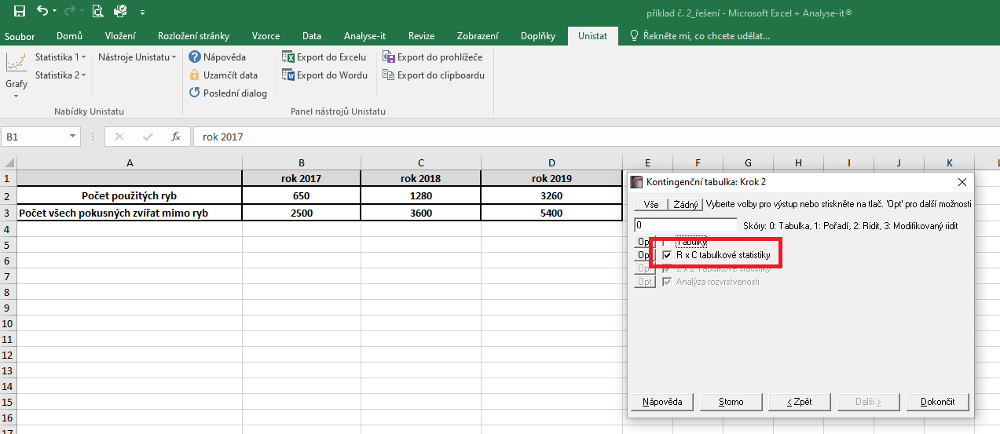 příklad č. 2_řešení - Microsoft Excel + Analyse-it®
Soubor Domů Vložení Rozložení stránky Vzorce Data Analyse-it Revize Zobrazení Doplňky Unistat Řekněte mi, co chcete udělat...
Grafy
Statistika 1
Statistika 2
Nástroje Unistatu
Nabídky Unistatu
Nápověda
Uzamčít data
Poslední dialog
Export do Excelu
Export do Wordu
Export do prohlížeče
Export do clipboardu
Panel nástrojů Unistatu
B1 fx rok 2017
A B C D E F G H I J K L
1 rok 2017 rok 2018 rok 2019
2 Počet použitých ryb 650 1280 3260
3 Počet všech pokusných zvířat mimo ryb 2500 3600 5400
4
5
6
7
8
9
10
11
12
13
14
15
16
17
Kontingenční tabulka: Krok 2
Vše Žádný Vyberte volby pro výstup nebo stiskněte na tlač. 'Opt' pro další možnosti
0 Skóry: 0: Tabulka, 1: Pořadí, 2: Ridit, 3: Modifikovaný ridit
Opt Tabulky
Opt R x C tabulkové statistiky
Opt 2 x 2 Tabulkové statistiky
Opt Analýza rozvrstvenosti
Nápověda Storno < Zpět Další > Dokončit